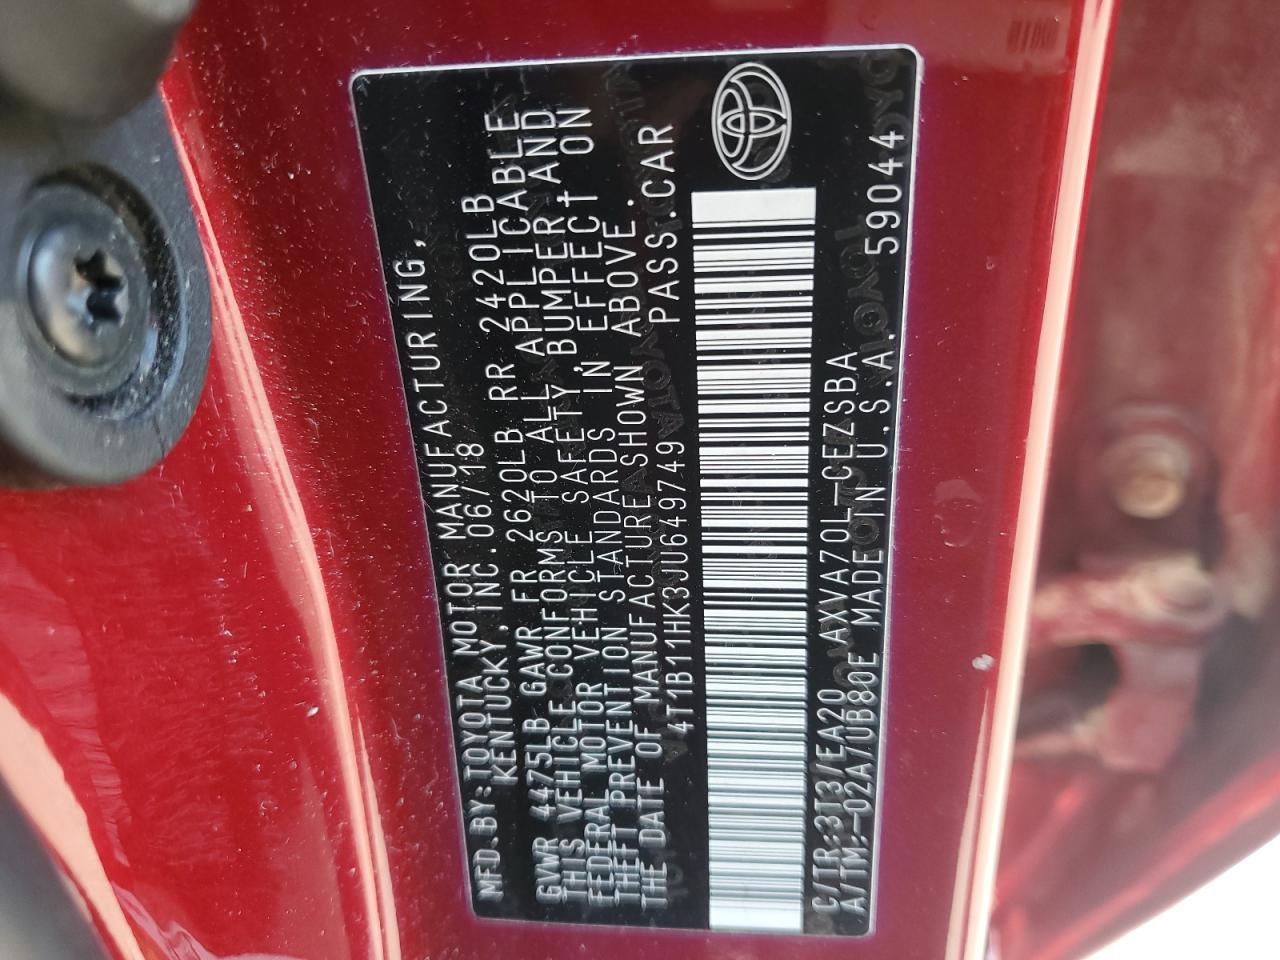 MFD.BY:TOYOTA MOTOR MANUFACTURING,
KENTUCKY, INC.06/18
GVWR 4475LB GAWR FR 2620LB RR 2420LB
THIS VEHICLE CONFORMS TO ALL APPLICABLE
FEDERAL MOTOR VEHICLE SAFETY, BUMPER AND
THEFT PREVENTION STANDARDS IN EFFECT ON
THE DATE OF MANUFACTURE SHOWN ABOVE.
4T1B11HK3JU649749 PASS.CAR
C/TR:3T3/EA20 AXVA70L-CEZSBA
A/TM:-02A/UB80E MADE IN U.S.A. 59044